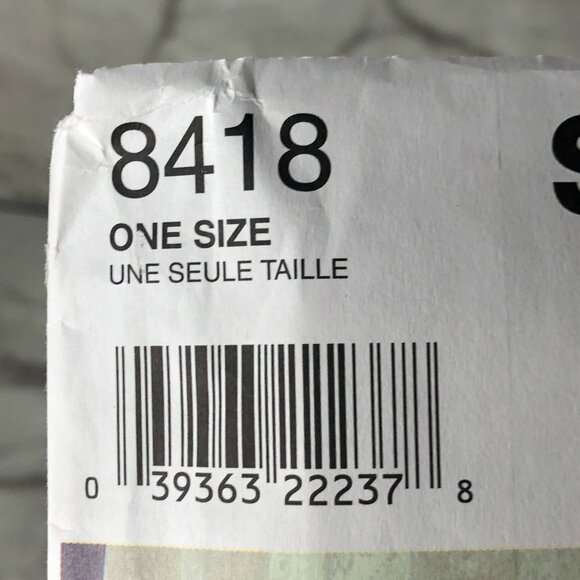 8418
ONE SIZE
UNE SEULE TAILLE
0 39363 22237 8